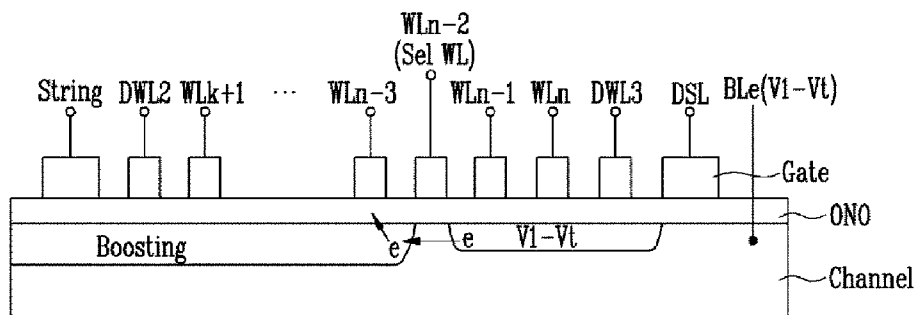 WLn-2
(Sel WL)
String DWL2 WLk+1 ... WLn-3 WLn-1 WLn DWL3 DSL BLe(V1-Vt)
Gate
ONO
Boosting e e V1-Vt
Channel